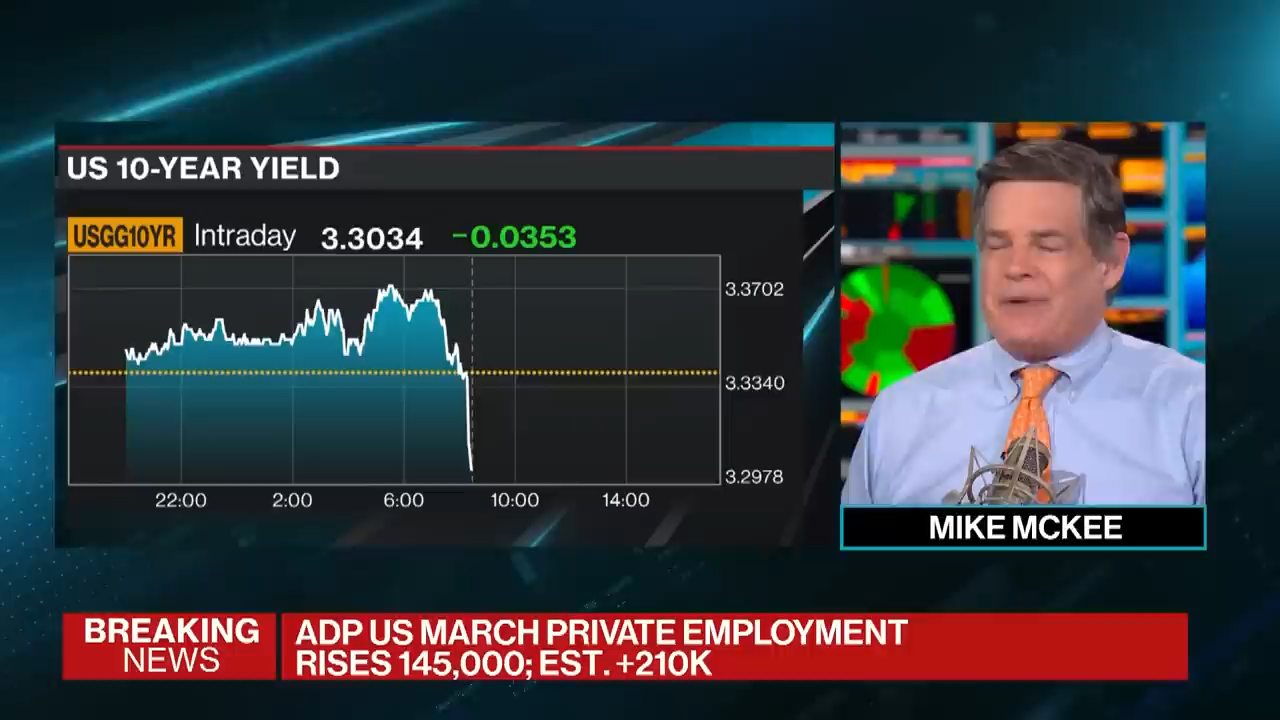 US 10-YEAR YIELD
USGG10YR Intraday 3.3034 -0.0353
3.3702
3.3340
3.2978
22:00 2:00 6:00 10:00 14:00
MIKE MCKEE
BREAKING
NEWS
ADP US MARCH PRIVATE EMPLOYMENT
RISES 145,000; EST. +210K